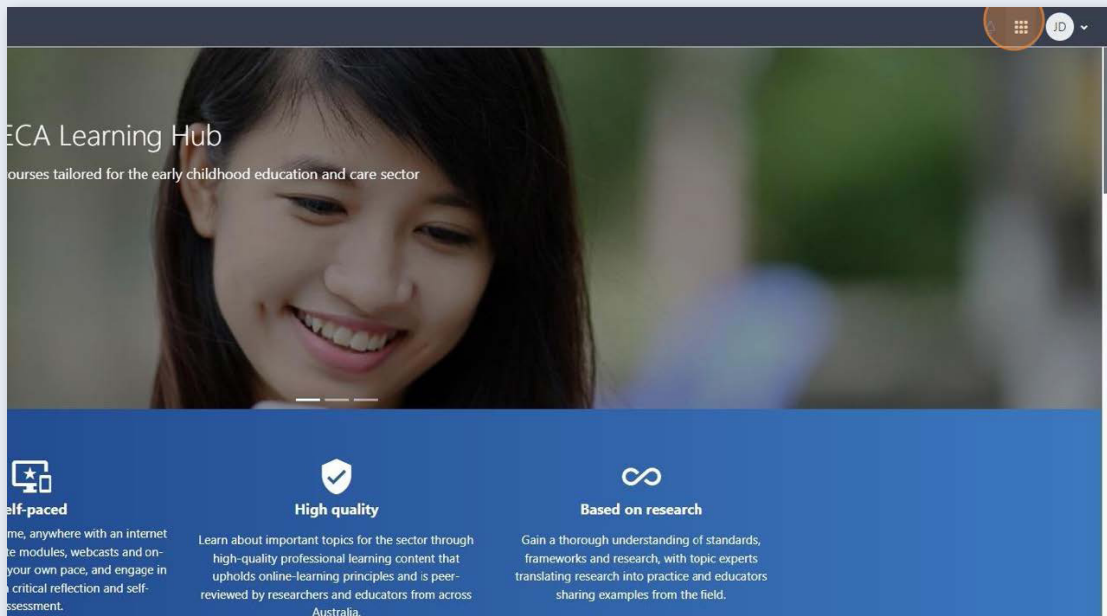 JD
ECA Learning Hub
ourses tailored for the early childhood education and care sector
elf-paced
me, anywhere with an internet
te modules, webcasts and on-
your own pace, and engage in
critical reflection and self-
ssessment.
High quality
Learn about important topics for the sector through
high-quality professional learning content that
upholds online-learning principles and is peer-
reviewed by researchers and educators from across
Australia.
Based on research
Gain a thorough understanding of standards,
frameworks and research, with topic experts
translating research into practice and educators
sharing examples from the field.